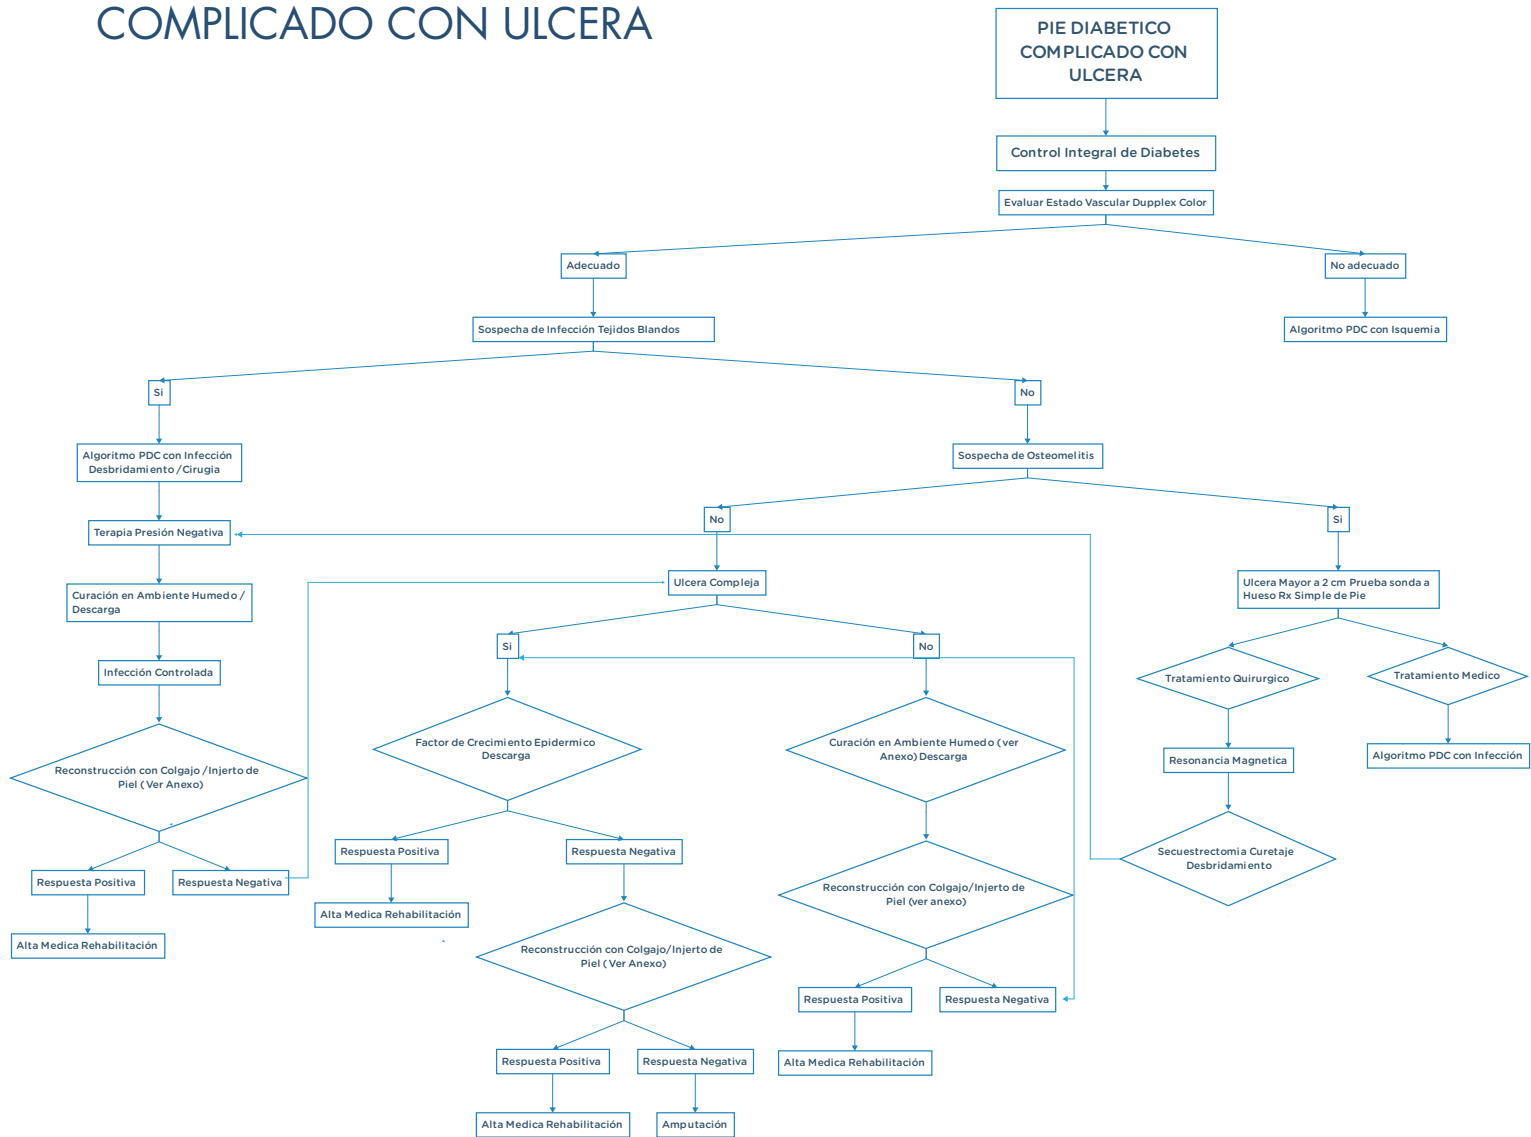 COMPLICADO CON ULCERA
PIE DIABETICO
COMPLICADO CON
ULCERA
Control Integral de Diabetes
Evaluar Estado Vascular Dupplex Color
Adecuado
No adecuado
Sospecha de Infección Tejidos Blandos
Algoritmo PDC con Isquemia
Si
No
Algoritmo PDC con Infección
Desbridamiento /Cirugia
Sospecha de Osteomelitis
No
Si
Terapia Presión Negativa
Ulcera Compleja
Ulcera Mayor a 2 cm Prueba sonda a
Hueso Rx Simple de Pie
Curación en Ambiente Humedo /
Descarga
Si
No
Infección Controlada
Tratamiento Quirurgico
Tratamiento Medico
Factor de Crecimiento Epidermico
Descarga
Curación en Ambiente Humedo (ver
Anexo) Descarga
Resonancia Magnetica
Algoritmo PDC con Infección
Reconstrucción con Colgajo /Injerto de
Piel ( Ver Anexo)
Respuesta Positiva
Respuesta Negativa
Secuestrectomia Curetaje
Desbridamiento
Respuesta Positiva
Respuesta Negativa
Reconstrucción con Colgajo/Injerto de
Piel (ver anexo)
Alta Medica Rehabilitación
Alta Medica Rehabilitación
Reconstrucción con Colgajo/Injerto de
Piel ( Ver Anexo)
Respuesta Positiva
Respuesta Negativa
Respuesta Positiva
Respuesta Negativa
Alta Medica Rehabilitación
Alta Medica Rehabilitación
Amputación